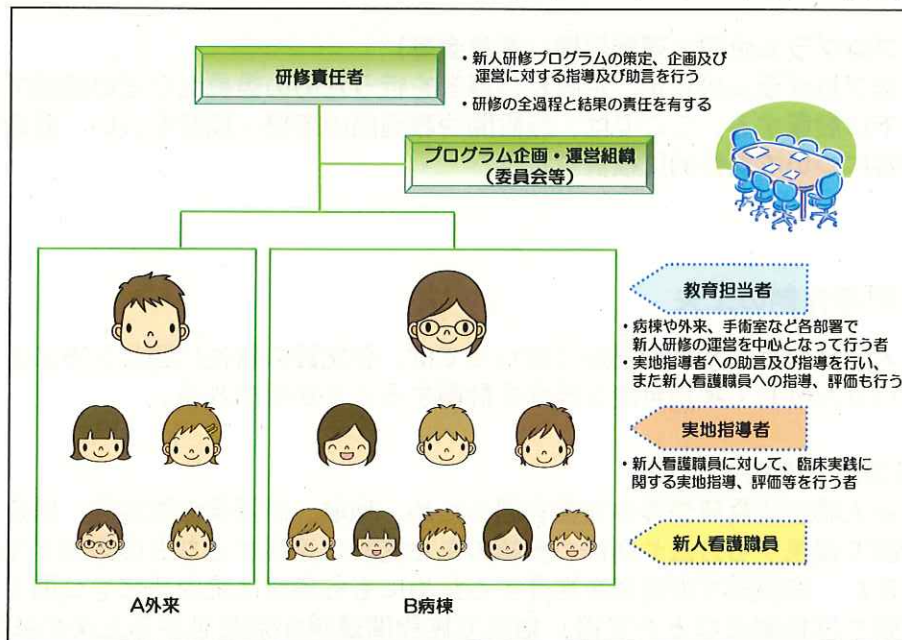 研修責任者
・新人研修プログラムの策定、企画及び
運営に対する指導及び助言を行う
・研修の全過程と結果の責任を有する
プログラム企画・運営組織
(委員会等)
教育担当者
・病棟や外来、手術室など各部署で
新人研修の運営を中心となって行う者
・実地指導者への助言及び指導を行い、
また新人看護職員への指導、評価も行う
実地指導者
・新人看護職員に対して、臨床実践に
関する実地指導、評価等を行う者
新人看護職員
A外来
B病棟